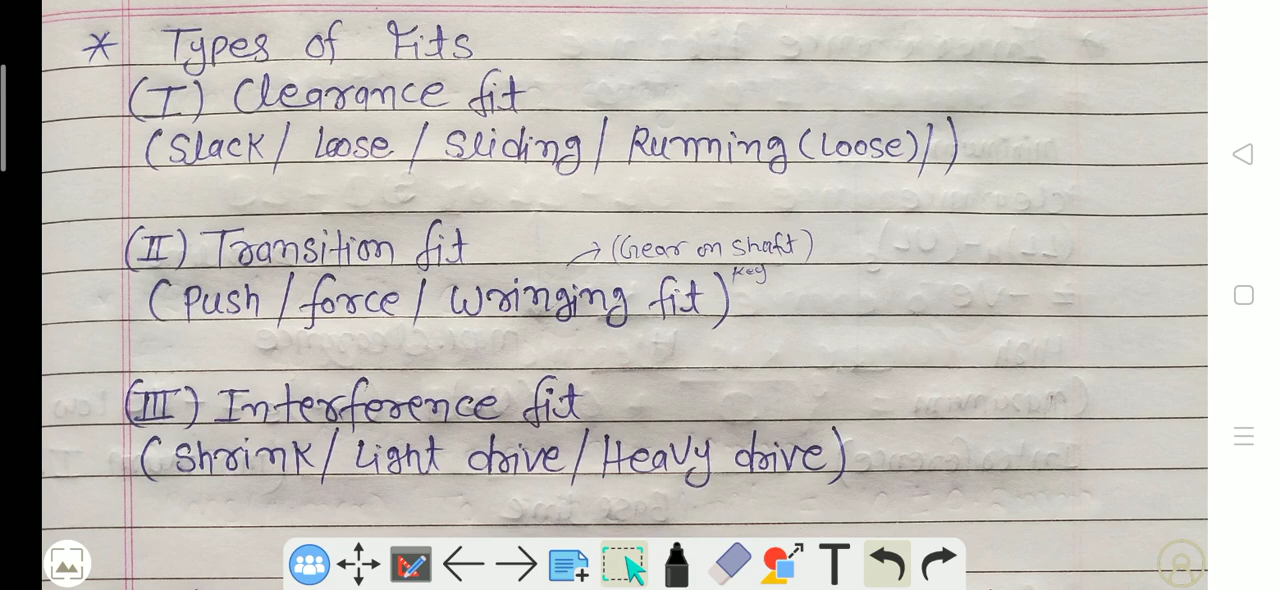 * Types of Fits
(I) Clearance fit
(Slack / Loose / Sliding / Running (Loose) / )
(II) Transition fit → (Gear on shaft)
key
(Push / force / Wringing fit)
(III) Interference fit
(Shrink / Light drive / Heavy drive)
T